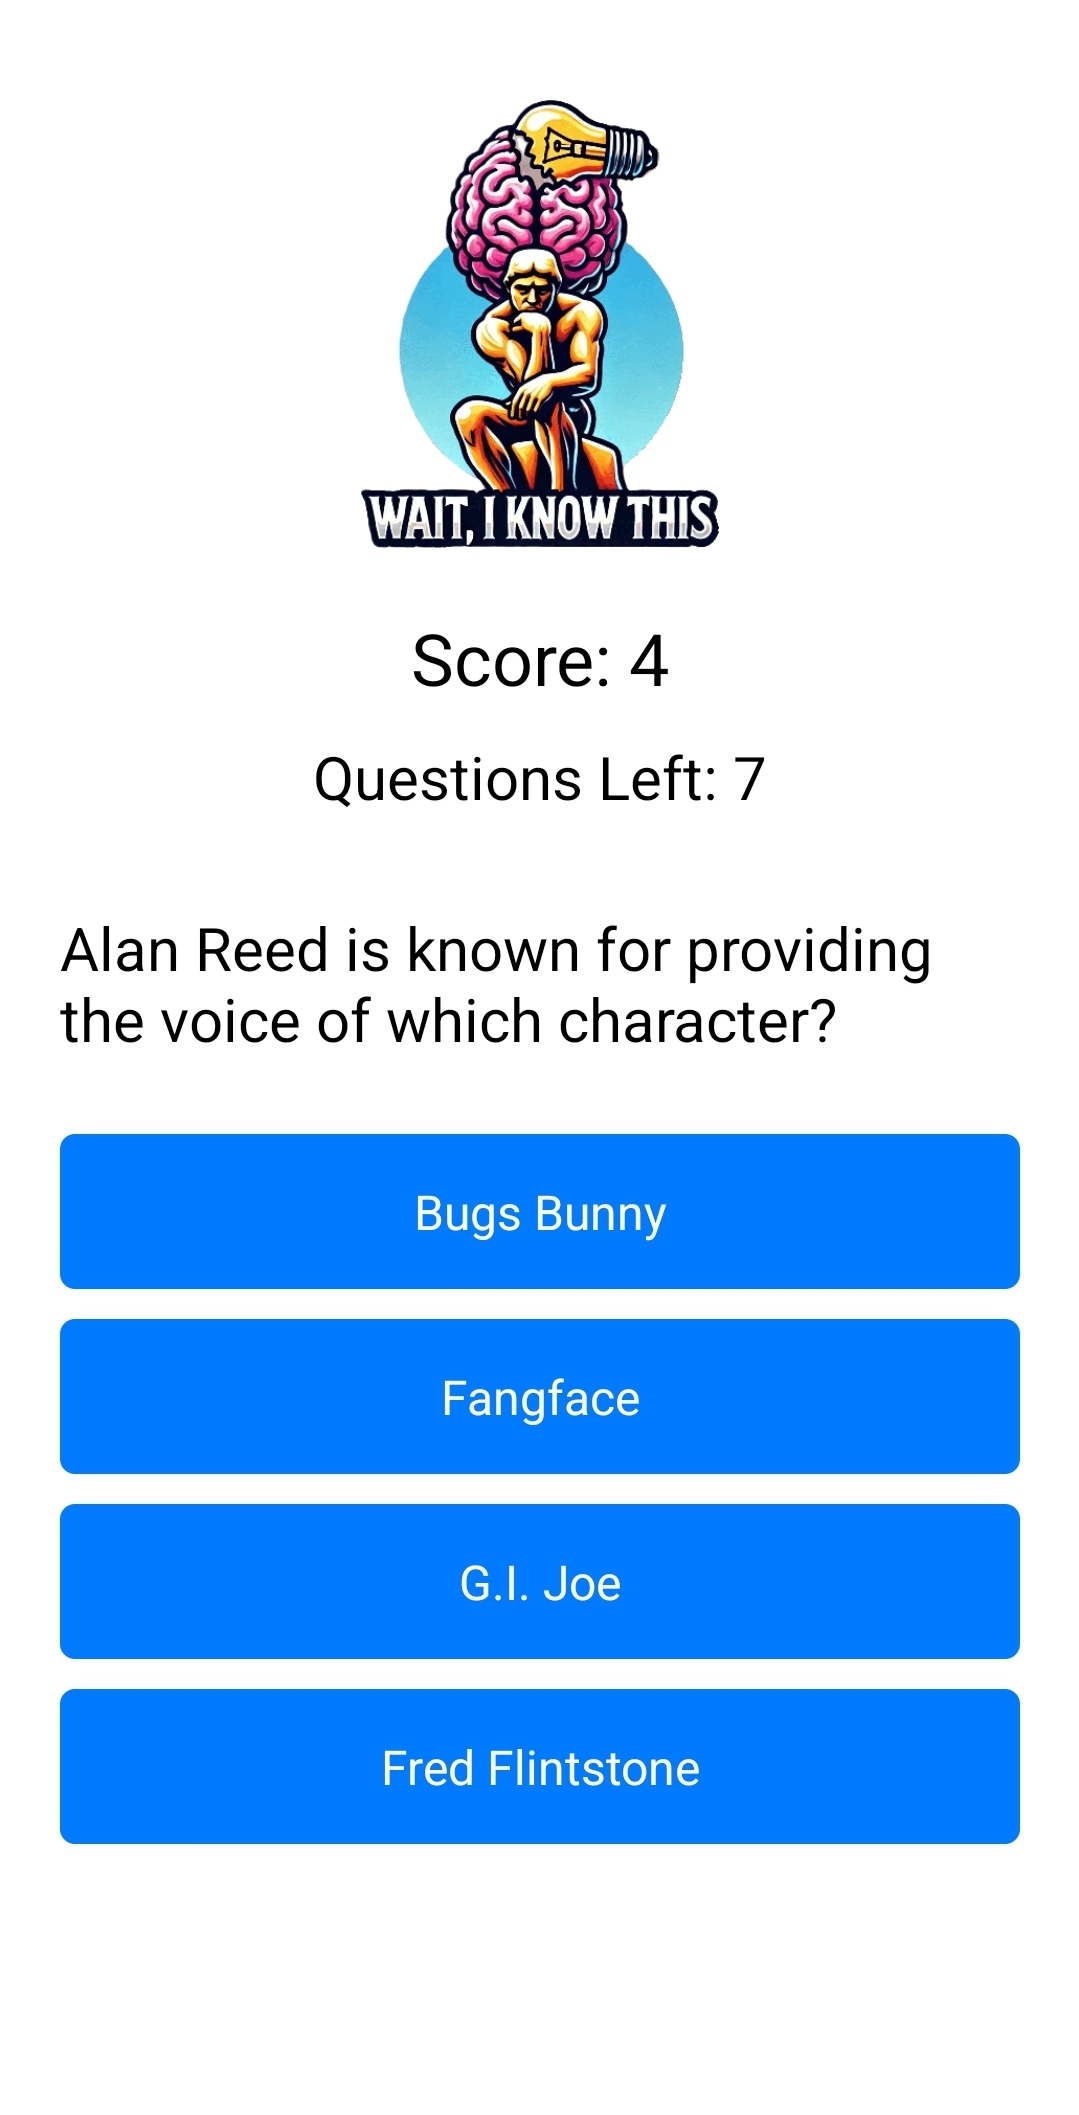 WAIT, I KNOW THIS
Score: 4
Questions Left: 7
Alan Reed is known for providing
the voice of which character?
Bugs Bunny
Fangface
G.I. Joe
Fred Flintstone